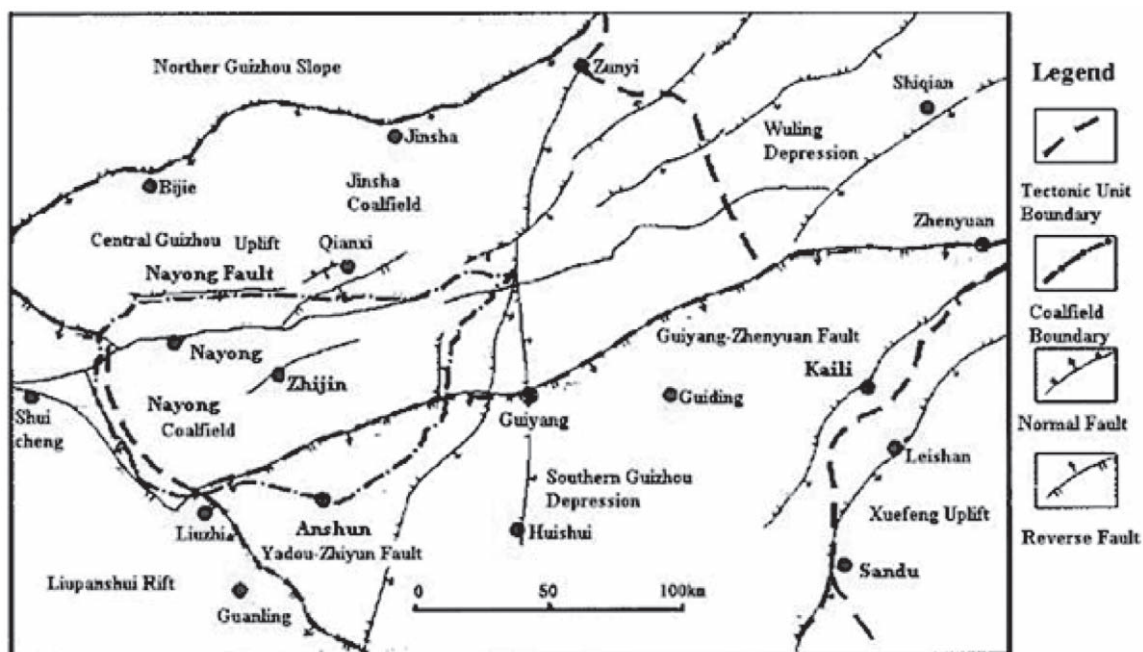 Norther Guizhou Slope
Zunyi
Shiqian
Jinsha
Wuling
Depression
Bijie
Jinsha
Coalfield
Zhenyuan
Central Guizhou Uplift
Qianxi
Nayong Fault
Guiyang-Zhenyuan Fault
Nayong
Kaili
Zhijin
Nayong
Coalfield
Guiyang
Guiding
Shui
cheng
Leishan
Southern Guizhou
Depression
Anshun
Xuefeng Uplift
Liuzhi
Huishui
Yadou-Zhiyun Fault
Sandu
Liupanshui Rift
Guanling
0 50 100km
Legend
Tectonic Unit
Boundary
Coalfield
Boundary
Normal Fault
Reverse Fault